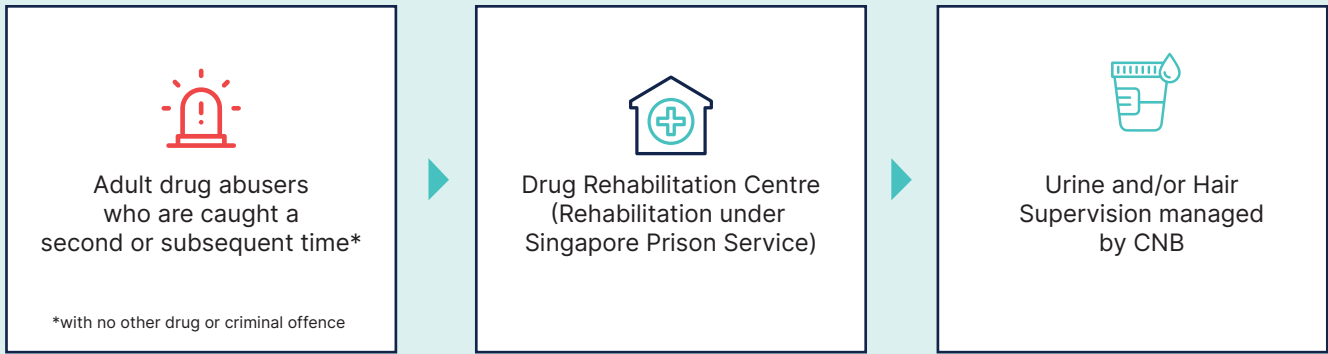 Adult drug abusers
who are caught a
second or subsequent time*
*with no other drug or criminal offence
Drug Rehabilitation Centre
(Rehabilitation under
Singapore Prison Service)
Urine and/or Hair
Supervision managed
by CNB